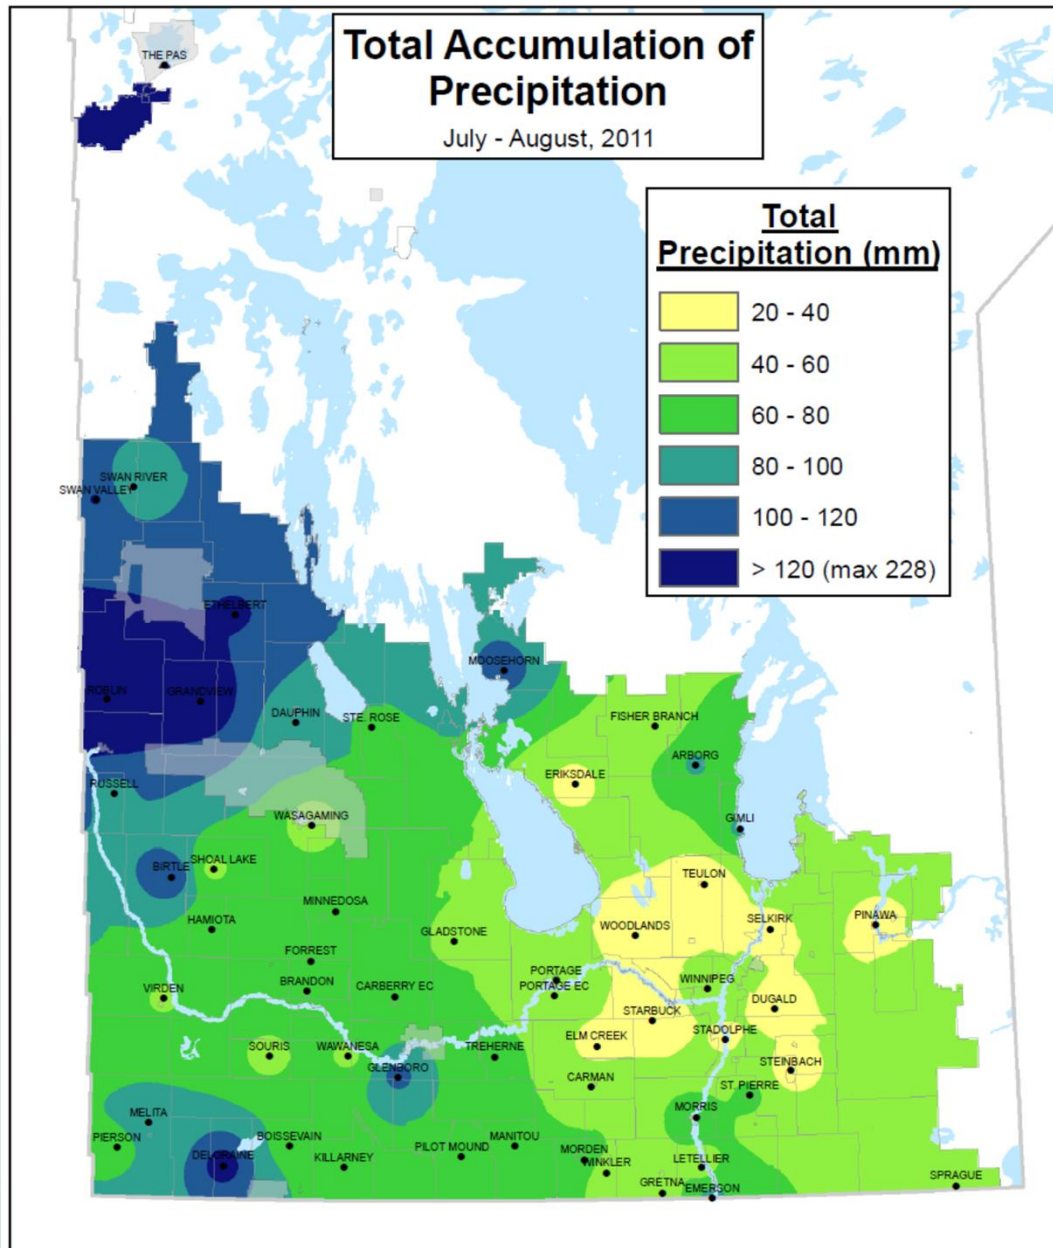 Total Accumulation of
Precipitation
July - August, 2011
Total
Precipitation (mm)
20 - 40
40 - 60
60 - 80
80 - 100
100 - 120
> 120 (max 228)
THE PAS
SWAN RIVER
SWAN VALLEY
ETHELBERT
MOOSEHORN
ROBLIN
GRANDVIEW
DAUPHIN
STE. ROSE
FISHER BRANCH
ARBORG
ERIKSDALE
RUSSELL
WASAGAMING
GIMLI
SHOAL LAKE
BIRTLE
TEULON
MINNEDOSA
HAMIOTA
GLADSTONE
WOODLANDS
SELKIRK
PINAWA
FORREST
VIRDEN
BRANDON
CARBERRY EC
PORTAGE
PORTAGE EC
WINNIPEG
DUGALD
STARBUCK
STADOLPHE
ELM CREEK
SOURIS
WAWANESA
TREHERNE
GLENBORO
STEINBACH
CARMAN
ST. PIERRE
MELITA
MORRIS
PIERSON
BOISSEVAIN
DELORAINE
KILLARNEY
PILOT MOUND
MANITOU
MORDEN
WINKLER
LETELLIER
GRETNA
EMERSON
SPRAGUE